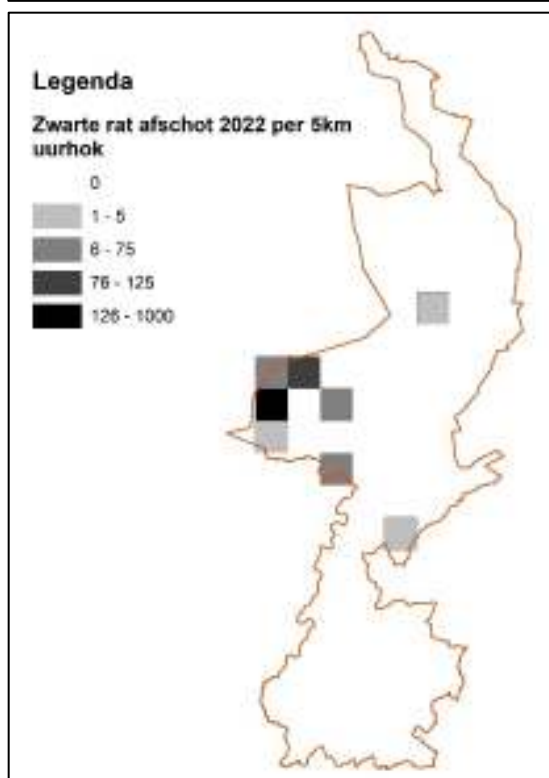 Legenda
Zwarte rat afschot 2022 per 5km
uurhok
0
1 - 5
6 - 75
76 - 125
126 - 1000